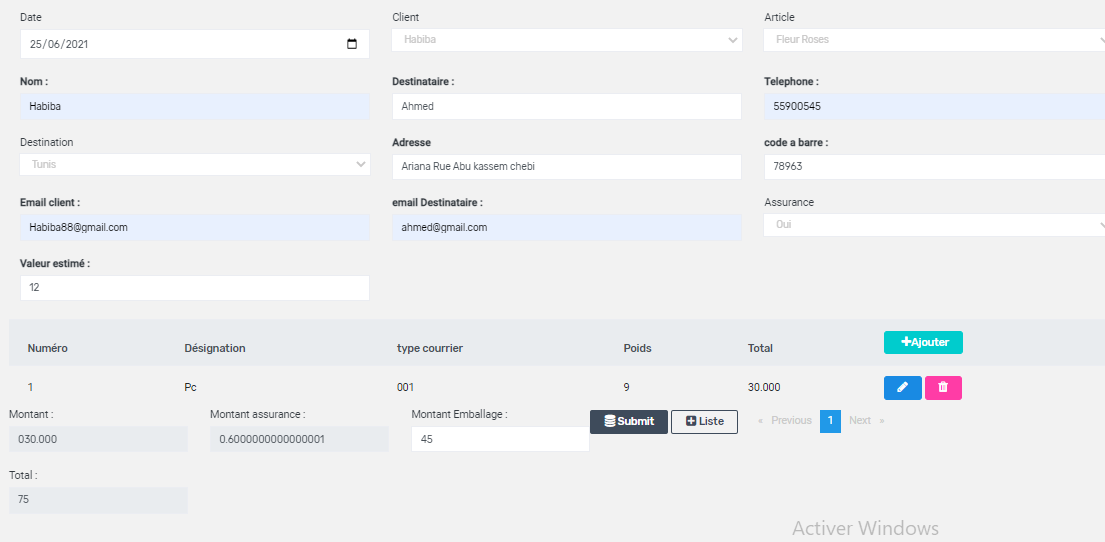 Date Client Article
25/06/2021 Habiba Fleur Roses
Nom : Destinataire : Telephone :
Habiba Ahmed 55900545
Destination Adresse code a barre :
Tunis Ariana Rue Abu kassem chebi 78963
Email client : email Destinataire : Assurance
Habiba88@gmail.com ahmed@gmail.com Oui
Valeur estimé :
12
Numéro Désignation type courrier Poids Total Ajouter
1 Pc 001 9 30.000
Montant : Montant assurance : Montant Emballage : Submit Liste « Previous 1 Next »
030.000 0.6000000000000001 45
Total :
75
Activer Windows